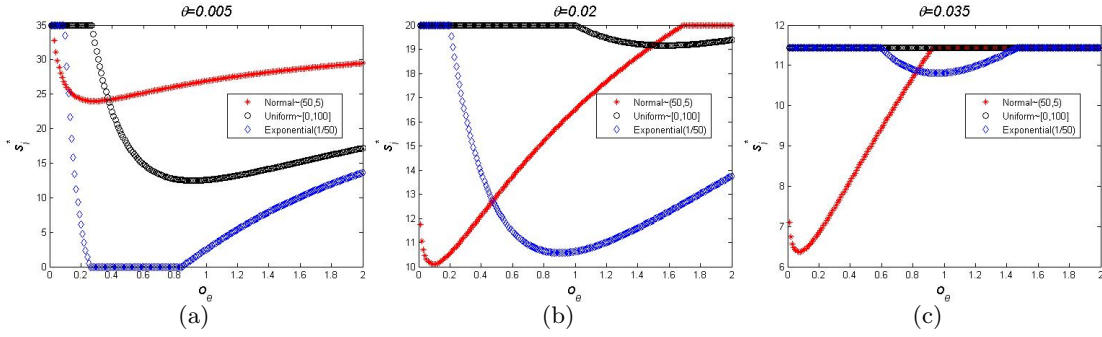 θ=0.005
35
30
25
20
15
10
5
0
s_i^*
Normal~(50,5)
Uniform~[0,100]
Exponential(1/50)
0 0.2 0.4 0.6 0.8 1 1.2 1.4 1.6 1.8 2
o_e
(a)
θ=0.02
20
19
18
17
16
15
14
13
12
11
10
s_i^*
Normal~(50,5)
Uniform~[0,100]
Exponential(1/50)
0 0.2 0.4 0.6 0.8 1 1.2 1.4 1.6 1.8 2
o_e
(b)
θ=0.035
12
11
10
9
8
7
6
s_i^*
Normal~(50,5)
Uniform~[0,100]
Exponential(1/50)
0 0.2 0.4 0.6 0.8 1 1.2 1.4 1.6 1.8 2
o_e
(c)